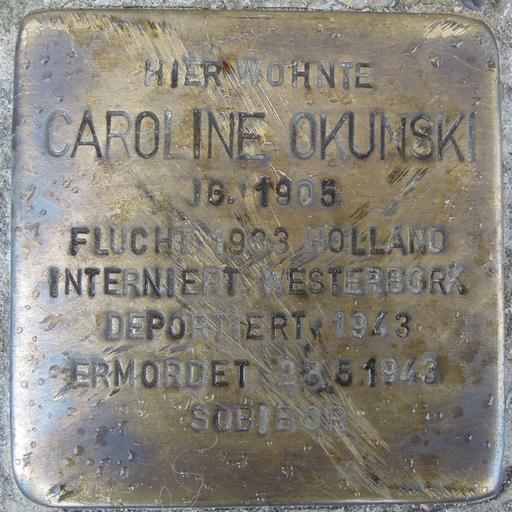 HIER WOHNTE
CAROLINE OKUNSKI
JG. 1905
FLUCHT 1933 HOLLAND
INTERNIERT WESTERBORK
DEPORTIERT 1943
ERMORDET 28.5.1943
SOBIBOR